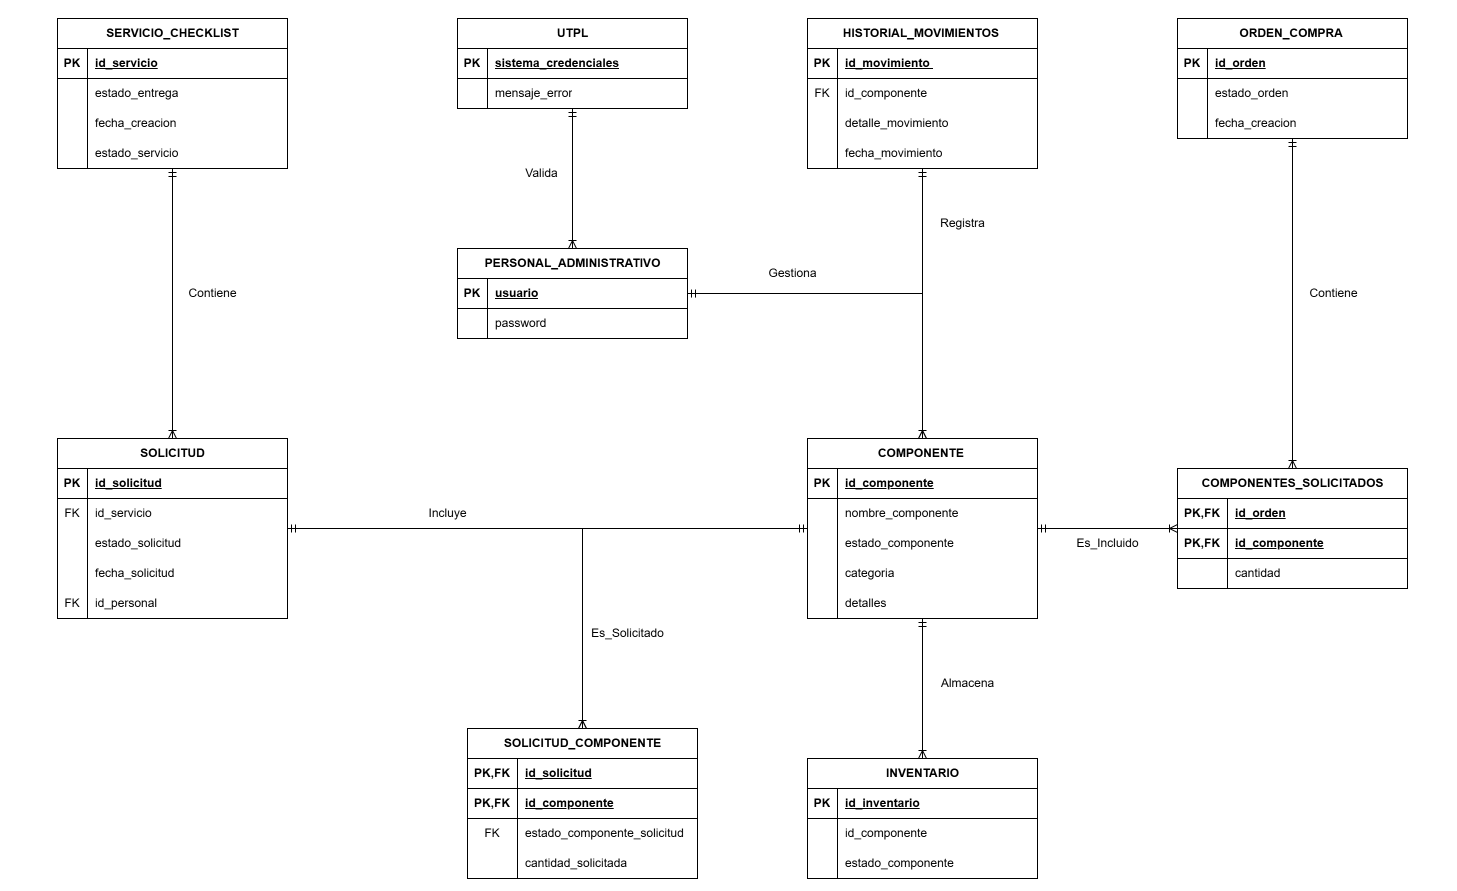 SERVICIO_CHECKLIST
PK id_servicio
estado_entrega
fecha_creacion
estado_servicio
UTPL
PK sistema_credenciales
mensaje_error
HISTORIAL_MOVIMIENTOS
PK id_movimiento
FK id_componente
detalle_movimiento
fecha_movimiento
ORDEN_COMPRA
PK id_orden
estado_orden
fecha_creacion
Valida
Registra
PERSONAL_ADMINISTRATIVO
PK usuario
password
Gestiona
Contiene
Contiene
SOLICITUD
PK id_solicitud
FK id_servicio
estado_solicitud
fecha_solicitud
FK id_personal
Incluye
COMPONENTE
PK id_componente
nombre_componente
estado_componente
categoria
detalles
COMPONENTES_SOLICITADOS
PK,FK id_orden
PK,FK id_componente
cantidad
Es_Incluido
Es_Solicitado
Almacena
SOLICITUD_COMPONENTE
PK,FK id_solicitud
PK,FK id_componente
FK estado_componente_solicitud
cantidad_solicitada
INVENTARIO
PK id_inventario
id_componente
estado_componente